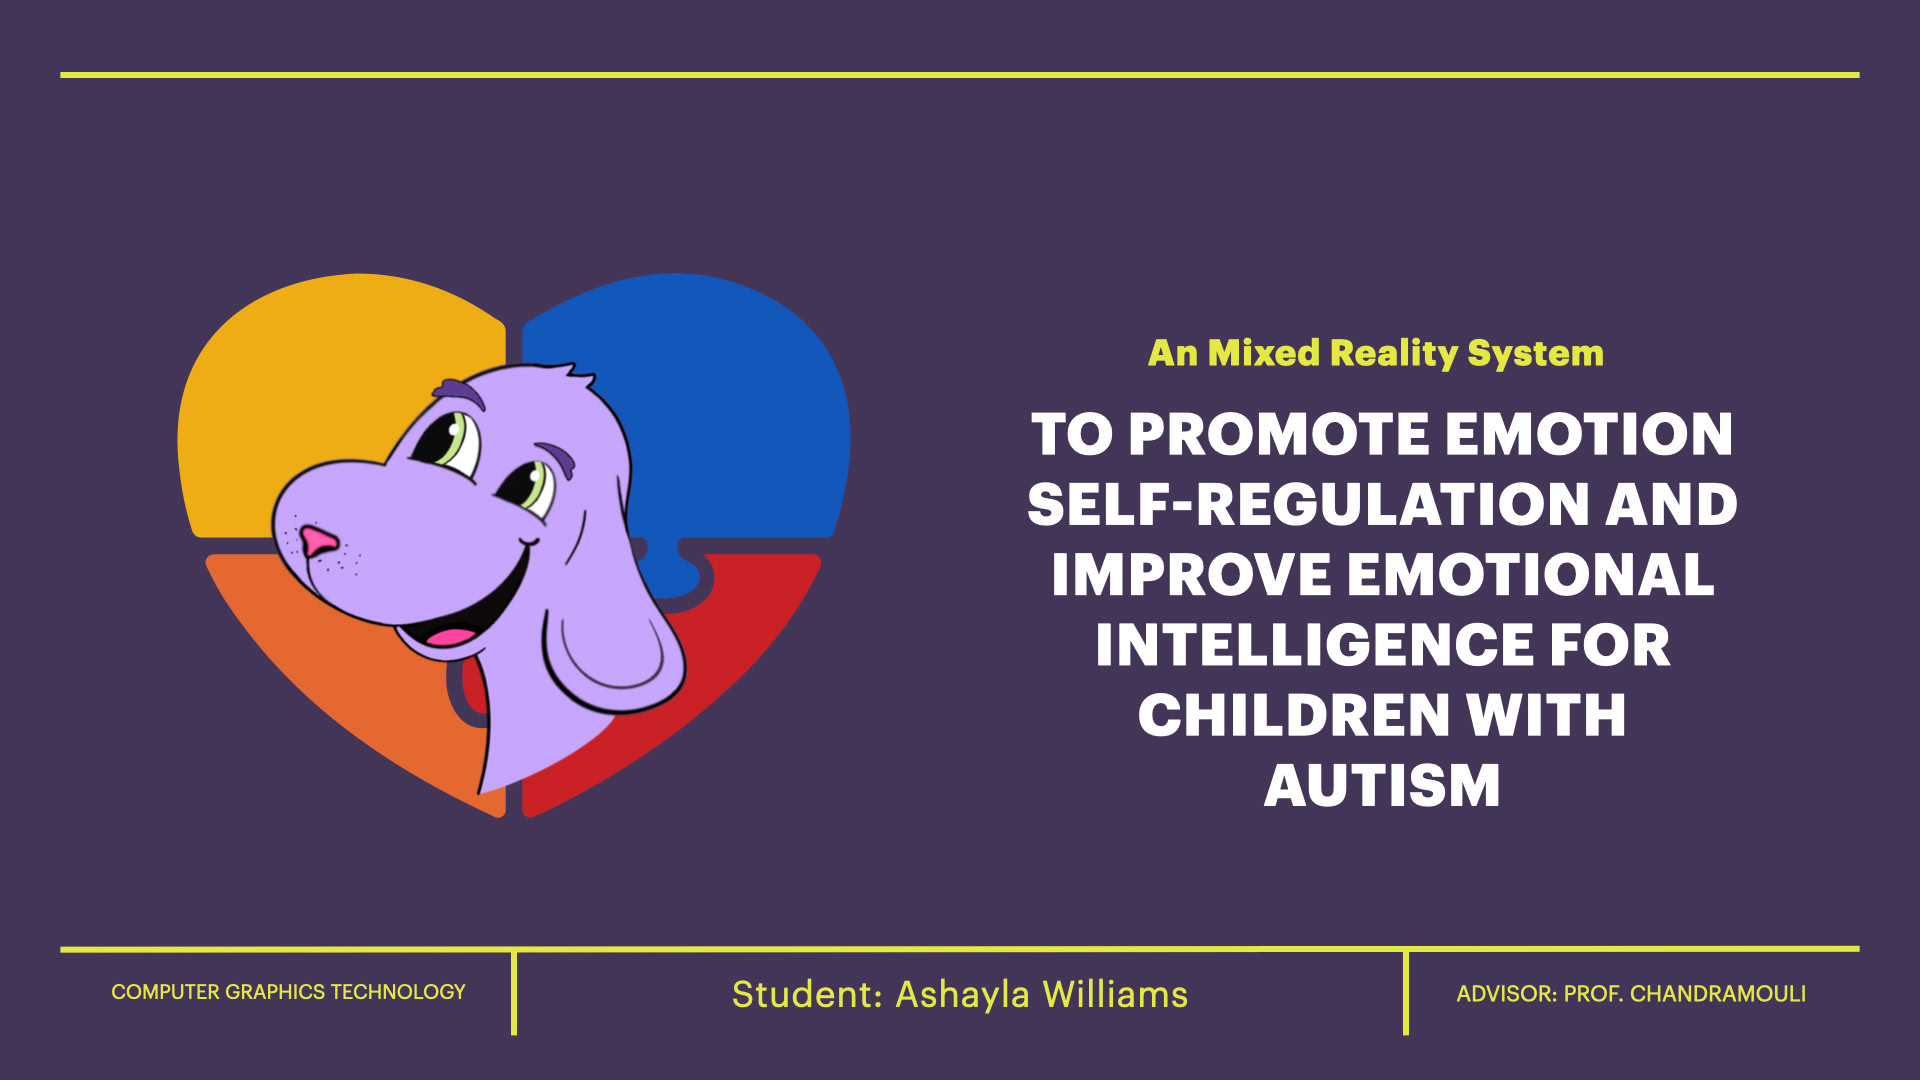 An Mixed Reality System
TO PROMOTE EMOTION
SELF-REGULATION AND
IMPROVE EMOTIONAL
INTELLIGENCE FOR
CHILDREN WITH
AUTISM
COMPUTER GRAPHICS TECHNOLOGY
Student: Ashayla Williams
ADVISOR: PROF. CHANDRAMOULI